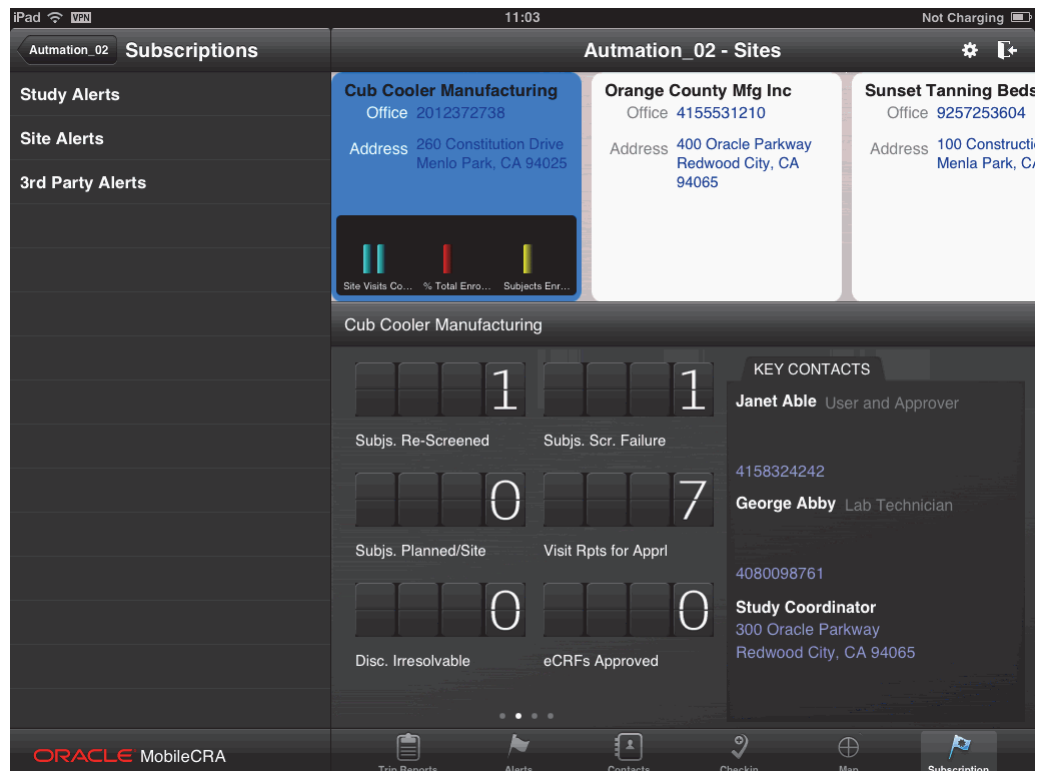 iPad VPN 11:03 Not Charging
Autmation_02 Subscriptions
Autmation_02 - Sites
Study Alerts
Site Alerts
3rd Party Alerts
Cub Cooler Manufacturing
Office 2012372738
Address 260 Constitution Drive
Menlo Park, CA 94025
Site Visits Co... % Total Enro... Subjects Enr...
Orange County Mfg Inc
Office 4155531210
Address 400 Oracle Parkway
Redwood City, CA
94065
Sunset Tanning Beds
Office 9257253604
Address 100 Constructi
Menla Park, CA
Cub Cooler Manufacturing
1 1
Subjs. Re-Screened Subjs. Scr. Failure
0 7
Subjs. Planned/Site Visit Rpts for Apprl
0 0
Disc. Irresolvable eCRFs Approved
KEY CONTACTS
Janet Able User and Approver
4158324242
George Abby Lab Technician
4080098761
Study Coordinator
300 Oracle Parkway
Redwood City, CA 94065
ORACLE MobileCRA
Trip Reports Alerts Contacts Checkin Map Subscription